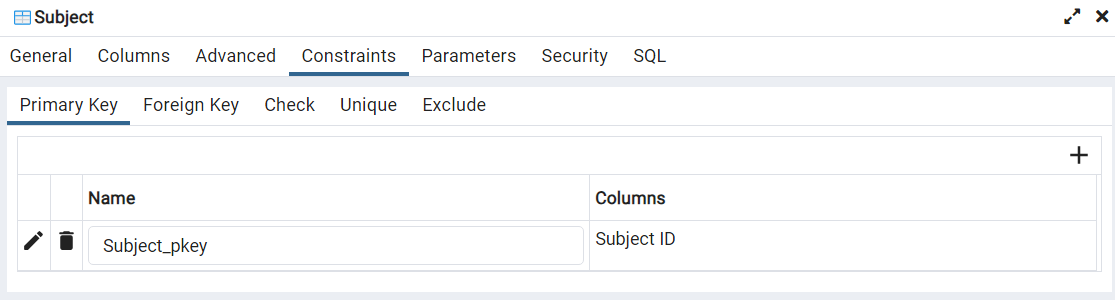 Subject
General Columns Advanced Constraints Parameters Security SQL
Primary Key Foreign Key Check Unique Exclude
Name Columns
Subject_pkey Subject ID